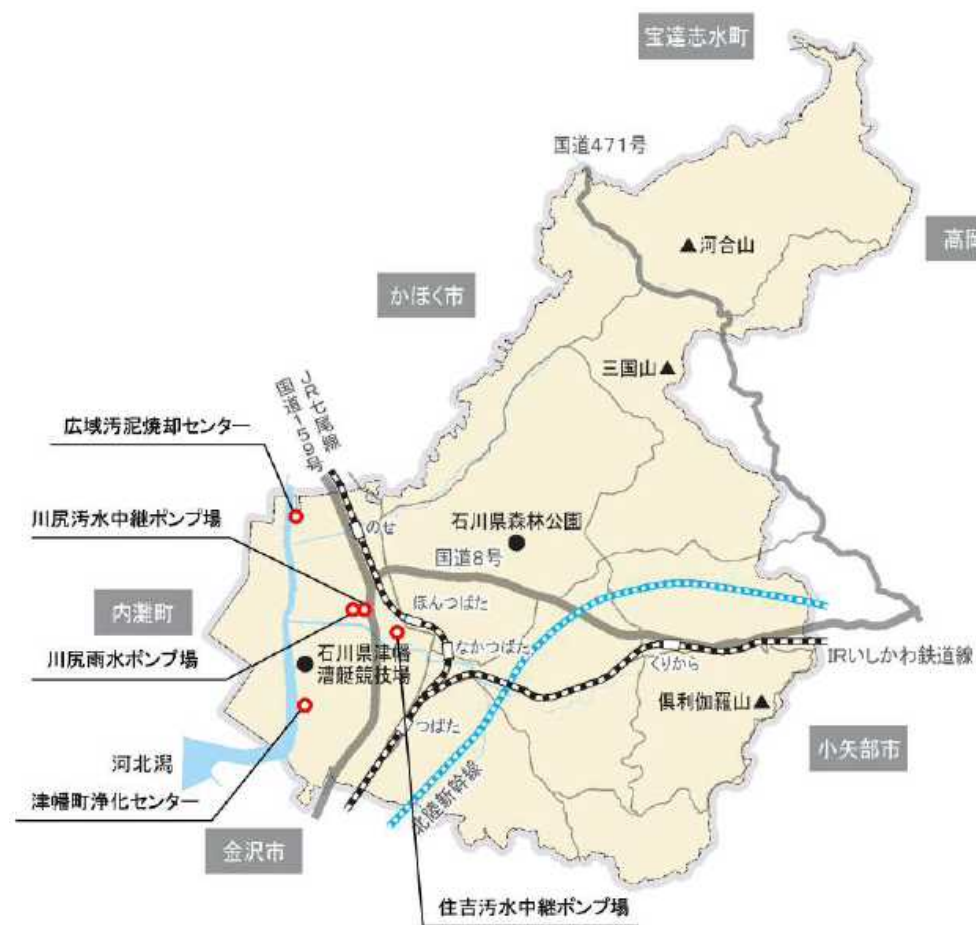 宝達志水町
国道471号
▲河合山
高岡
かほく市
三国山▲
JR七尾線
国道159号
広域汚泥焼却センター
川尻汚水中継ポンプ場
のせ
石川県森林公園
国道8号
ほんつばた
内灘町
川尻雨水ポンプ場
石川県津幡
漕艇競技場
なかつばた
くりから
IRいしかわ鉄道線
倶利伽羅山▲
つばた
小矢部市
河北潟
津幡町浄化センター
北陸新幹線
金沢市
住吉汚水中継ポンプ場